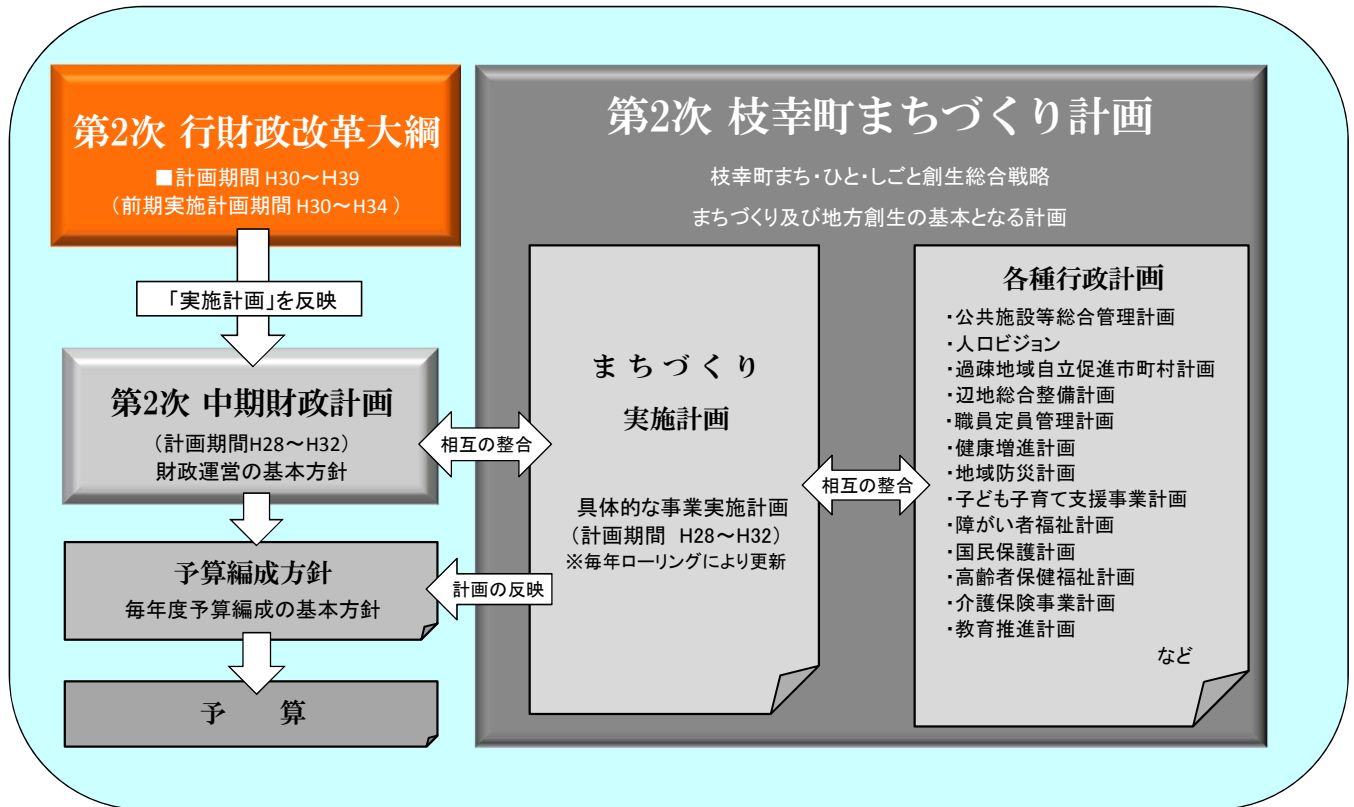 第2次 行財政改革大綱
■計画期間 H30～H39
（前期実施計画期間 H30～H34 ）
「実施計画」を反映
第2次 中期財政計画
（計画期間H28～H32）
財政運営の基本方針
予算編成方針
毎年度予算編成の基本方針
予　算
相互の整合
計画の反映
第2次 枝幸町まちづくり計画
枝幸町まち・ひと・しごと創生総合戦略
まちづくり及び地方創生の基本となる計画
まちづくり
実施計画
具体的な事業実施計画
（計画期間 H28～H32）
※毎年ローリングにより更新
相互の整合
各種行政計画
・公共施設等総合管理計画
・人口ビジョン
・過疎地域自立促進市町村計画
・辺地総合整備計画
・職員定員管理計画
・健康増進計画
・地域防災計画
・子ども子育て支援事業計画
・障がい者福祉計画
・国民保護計画
・高齢者保健福祉計画
・介護保険事業計画
・教育推進計画
など